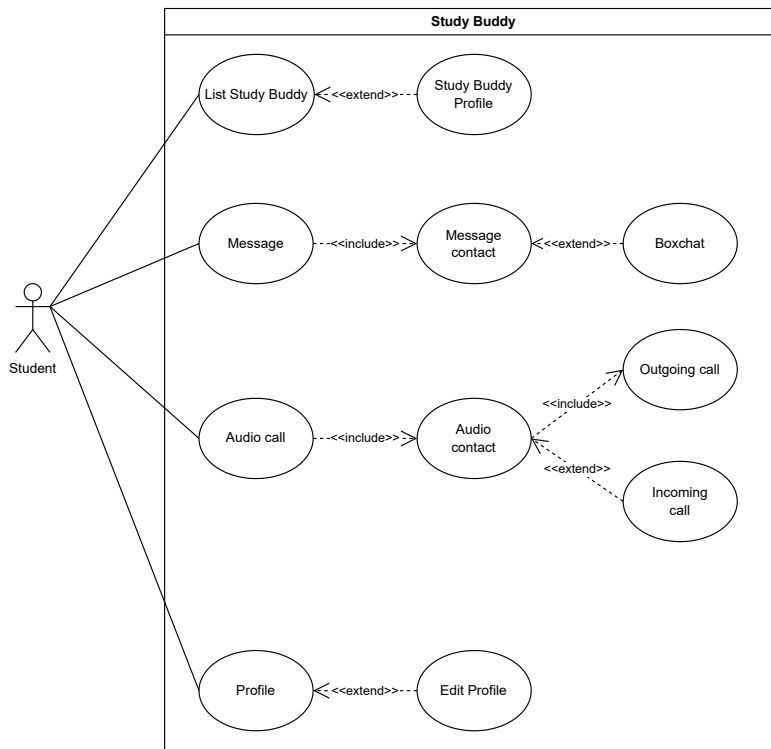 Study Buddy
List Study Buddy
<<extend>>
Study Buddy
Profile
Message
<<include>>
Message
contact
<<extend>>
Boxchat
Student
Outgoing call
<<include>>
Audio call
<<include>>
Audio
contact
<<extend>>
Incoming
call
Profile
<<extend>>
Edit Profile